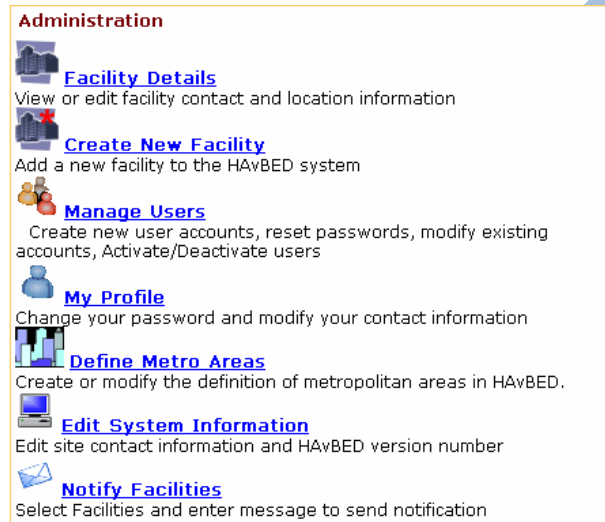 Administration
Facility Details
View or edit facility contact and location information
Create New Facility
Add a new facility to the HAvBED system
Manage Users
Create new user accounts, reset passwords, modify existing
accounts, Activate/Deactivate users
My Profile
Change your password and modify your contact information
Define Metro Areas
Create or modify the definition of metropolitan areas in HAvBED.
Edit System Information
Edit site contact information and HAvBED version number
Notify Facilities
Select Facilities and enter message to send notification